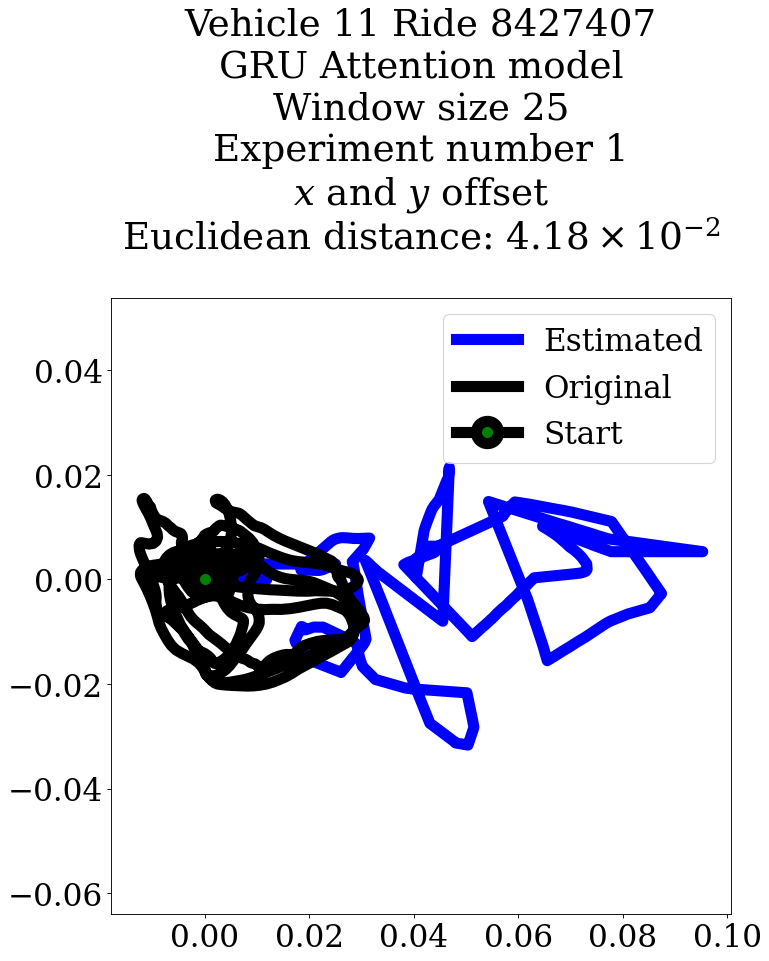 Vehicle 11 Ride 8427407
GRU Attention model
Window size 25
Experiment number 1
x and y offset
Euclidean distance: 4.18 × 10⁻²
Estimated
Original
Start
0.04
0.02
0.00
−0.02
−0.04
−0.06
0.00 0.02 0.04 0.06 0.08 0.10